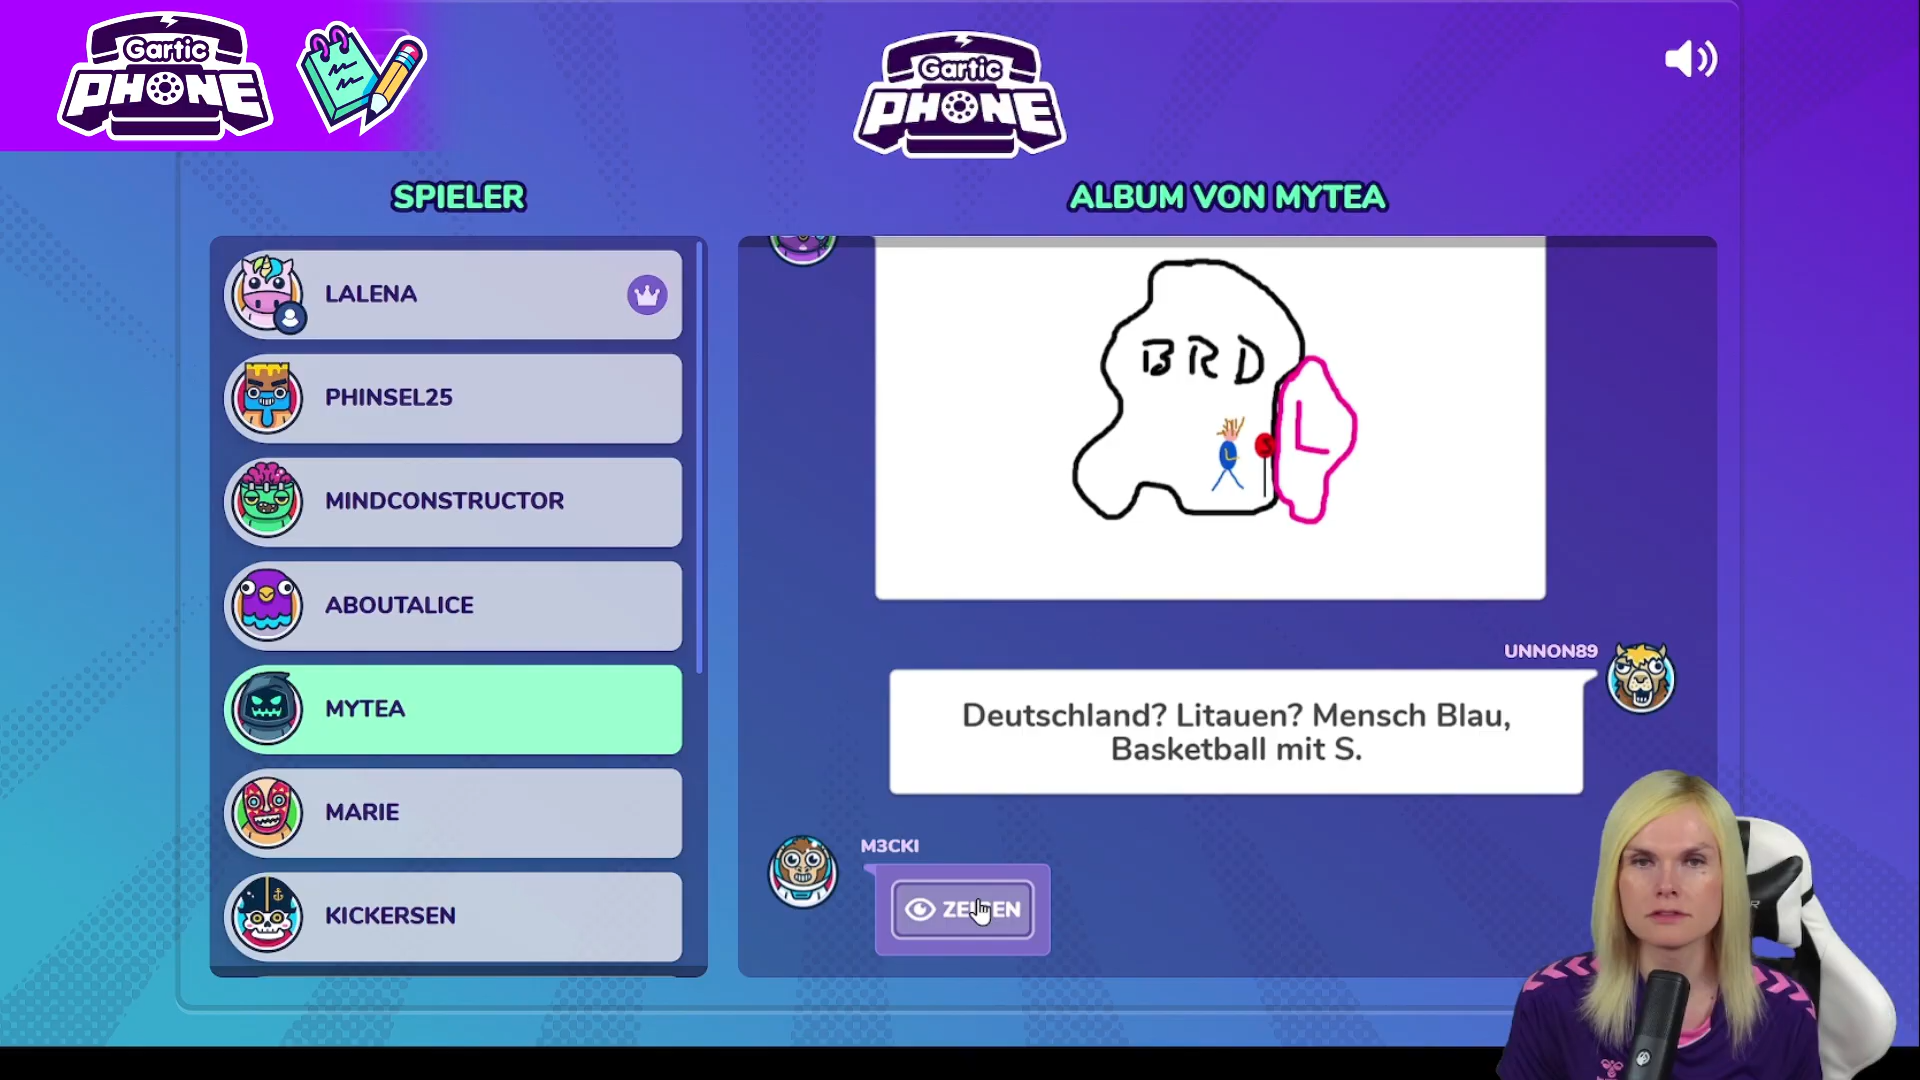 Gartic
PHONE
Gartic
PHONE
SPIELER
ALBUM VON MYTEA
LALENA
PHINSEL25
MINDCONSTRUCTOR
ABOUTALICE
MYTEA
MARIE
KICKERSEN
BRD
S
L
UNNON89
Deutschland? Litauen? Mensch Blau,
Basketball mit S.
M3CKI
ZEIGEN